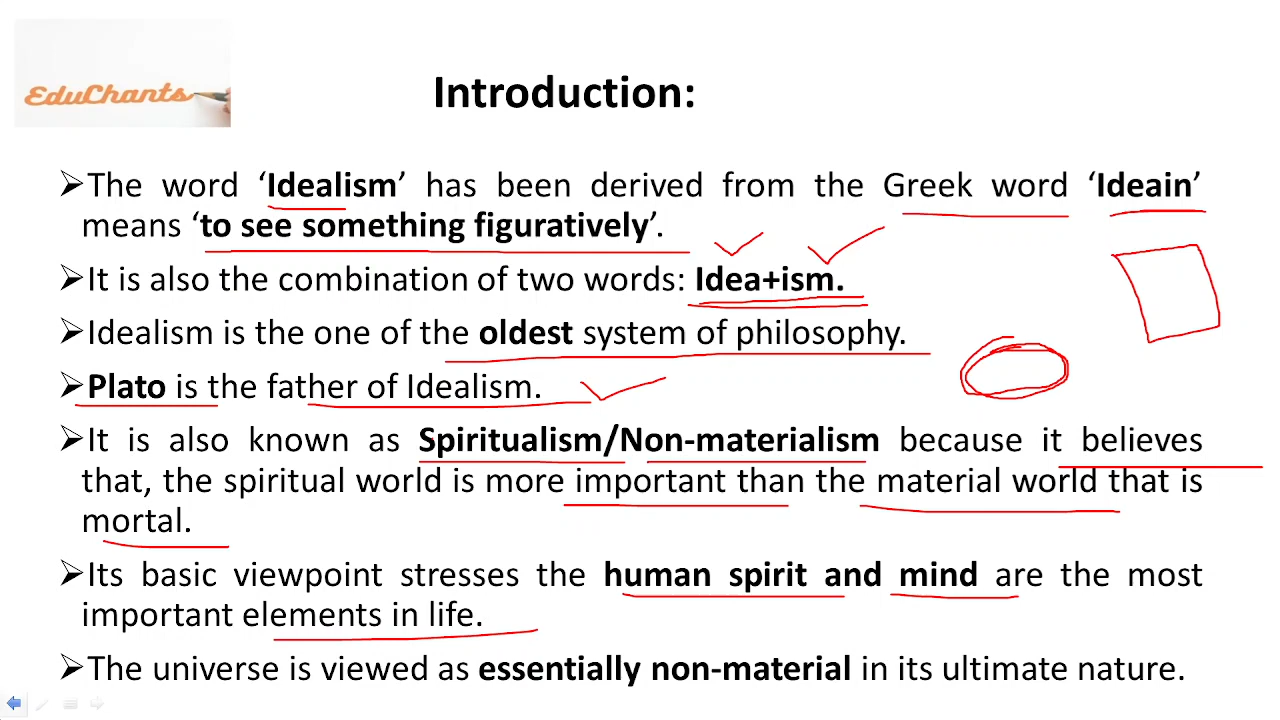 EduChants
Introduction:
➢The word ‘Idealism’ has been derived from the Greek word ‘Ideain’
means ‘to see something figuratively’.
➢It is also the combination of two words: Idea+ism.
➢Idealism is the one of the oldest system of philosophy.
➢Plato is the father of Idealism.
➢It is also known as Spiritualism/Non-materialism because it believes
that, the spiritual world is more important than the material world that is
mortal.
➢Its basic viewpoint stresses the human spirit and mind are the most
important elements in life.
➢The universe is viewed as essentially non-material in its ultimate nature.